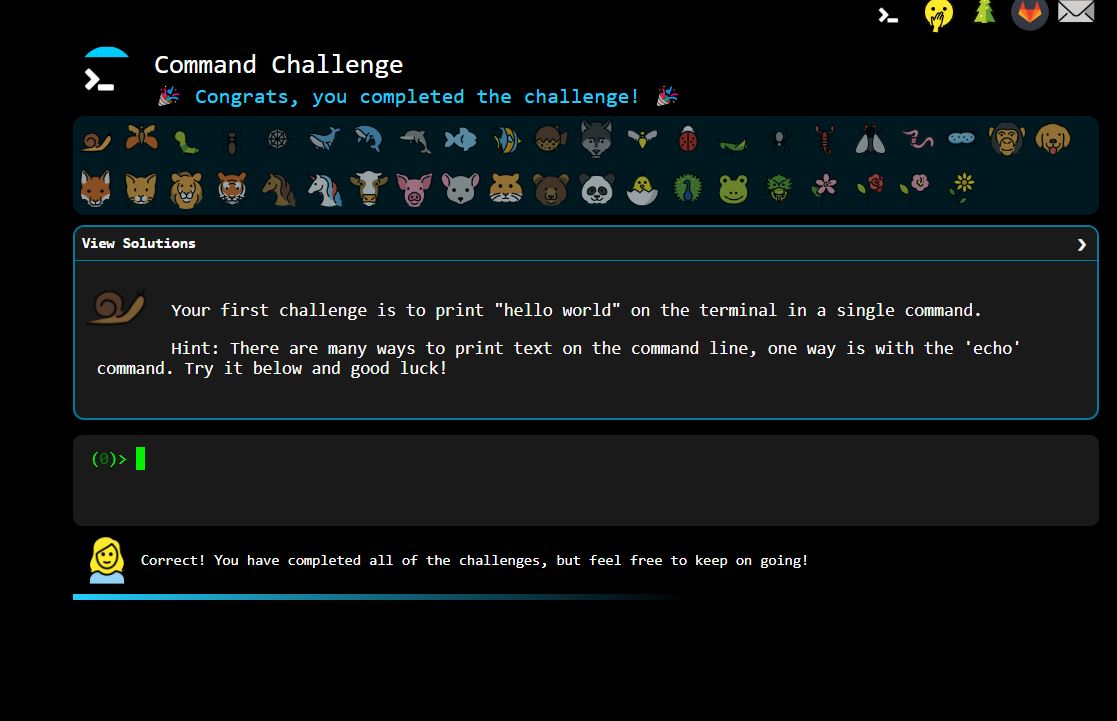 Command Challenge
🎉 Congrats, you completed the challenge! 🎉
View Solutions
Your first challenge is to print "hello world" on the terminal in a single command.
Hint: There are many ways to print text on the command line, one way is with the 'echo'
command. Try it below and good luck!
(0)>
Correct! You have completed all of the challenges, but feel free to keep on going!